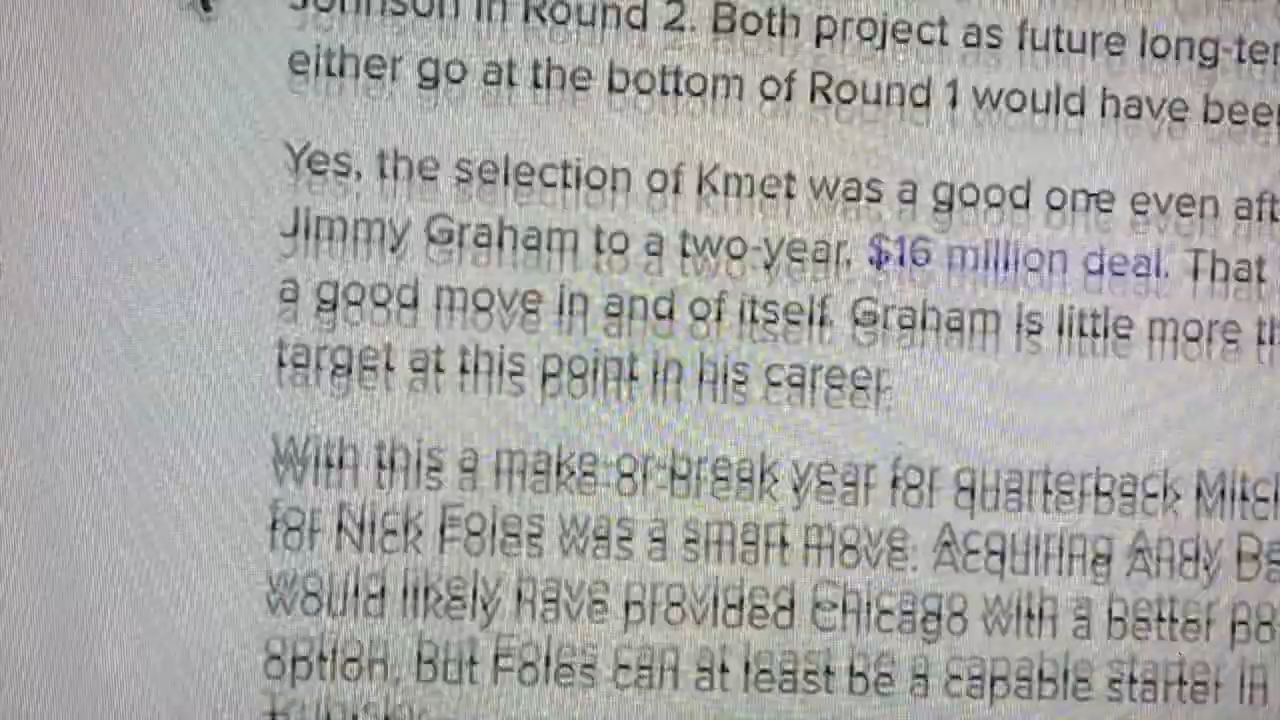 Johnson in Round 2. Both project as future long-ter
either go at the bottom of Round 1 would have bee
Yes, the selection of Kmet was a good one even aft
Jimmy Graham to a two-year, $16 million deal. That
a good move in and of itself. Graham is little more th
target at this point in his career.
With this a make-or-break year for quarterback Mitc
for Nick Foles was a smart move. Acquiring Andy Da
would likely have provided Chicago with a better po
option, but Foles can at least be a capable starter in